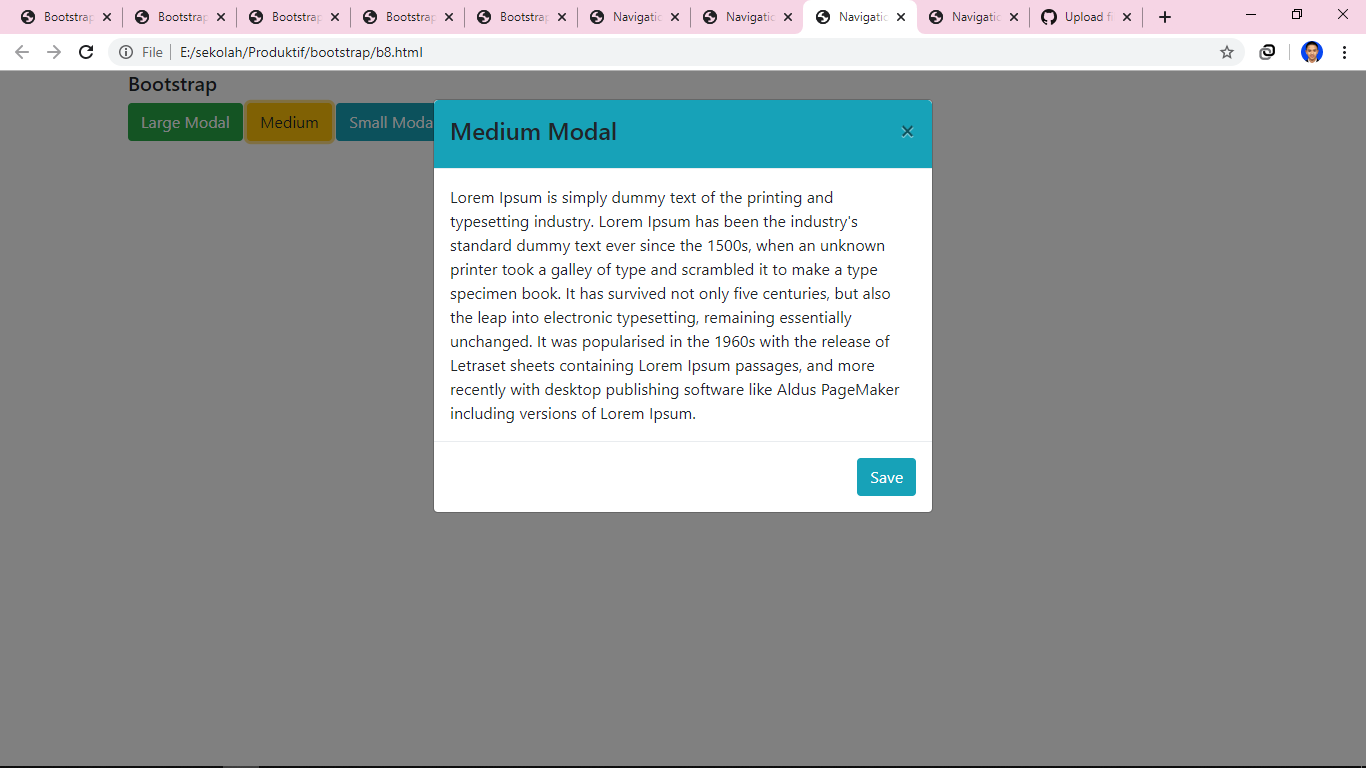 Bootstrap Bootstrap Bootstrap Bootstrap Bootstrap Navigatio Navigatio Navigatio Navigatio Upload fi
File E:/sekolah/Produktif/bootstrap/b8.html
Bootstrap
Large Modal Medium Small Moda
Medium Modal ×
Lorem Ipsum is simply dummy text of the printing and
typesetting industry. Lorem Ipsum has been the industry's
standard dummy text ever since the 1500s, when an unknown
printer took a galley of type and scrambled it to make a type
specimen book. It has survived not only five centuries, but also
the leap into electronic typesetting, remaining essentially
unchanged. It was popularised in the 1960s with the release of
Letraset sheets containing Lorem Ipsum passages, and more
recently with desktop publishing software like Aldus PageMaker
including versions of Lorem Ipsum.
Save